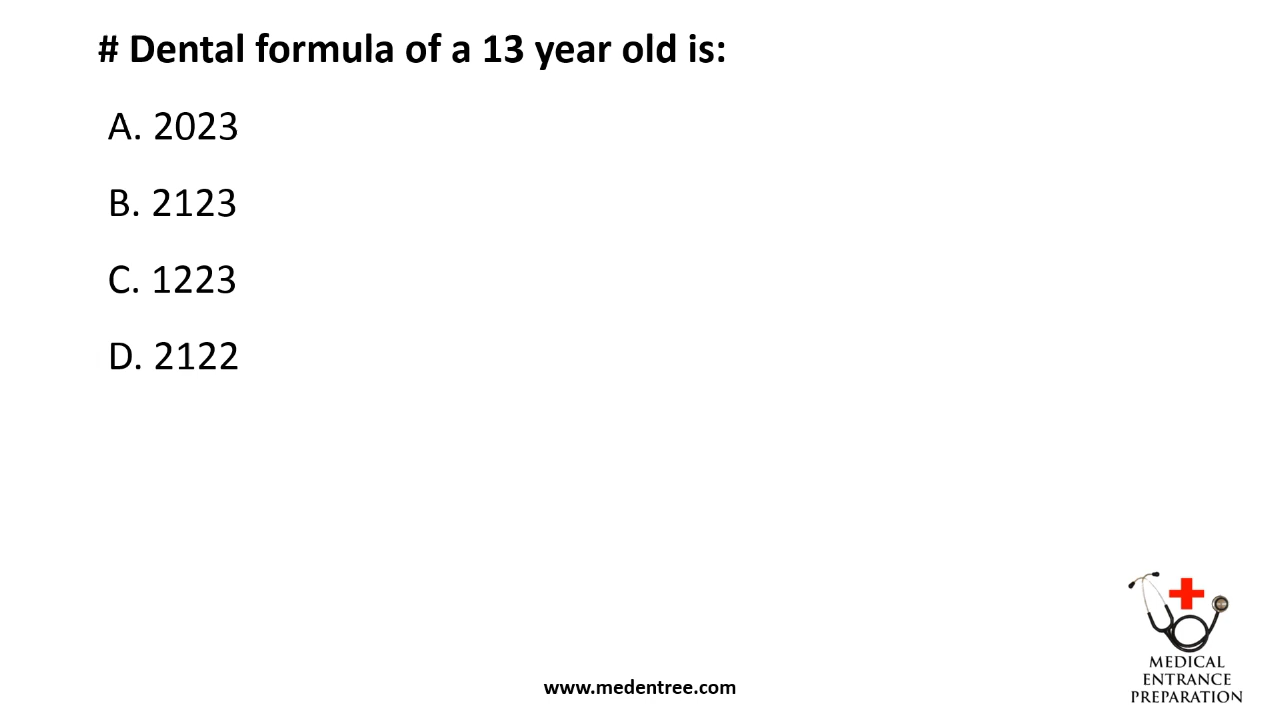 # Dental formula of a 13 year old is:
A. 2023
B. 2123
C. 1223
D. 2122
MEDICAL
ENTRANCE
PREPARATION
www.medentree.com